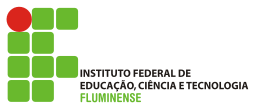 INSTITUTO FEDERAL DE
EDUCAÇÃO, CIÊNCIA E TECNOLOGIA
FLUMINENSE